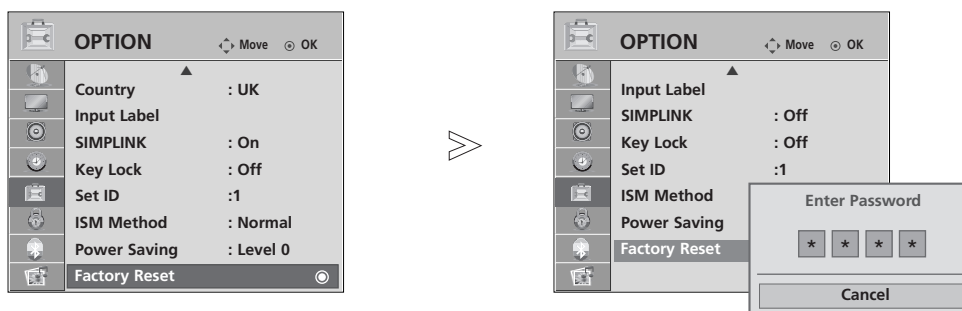 OPTION Move OK
Country : UK
Input Label
SIMPLINK : On
Key Lock : Off
Set ID :1
ISM Method : Normal
Power Saving : Level 0
Factory Reset
OPTION Move OK
Input Label
SIMPLINK : Off
Key Lock : Off
Set ID :1
ISM Method
Power Saving
Factory Reset
Enter Password
* * * *
Cancel